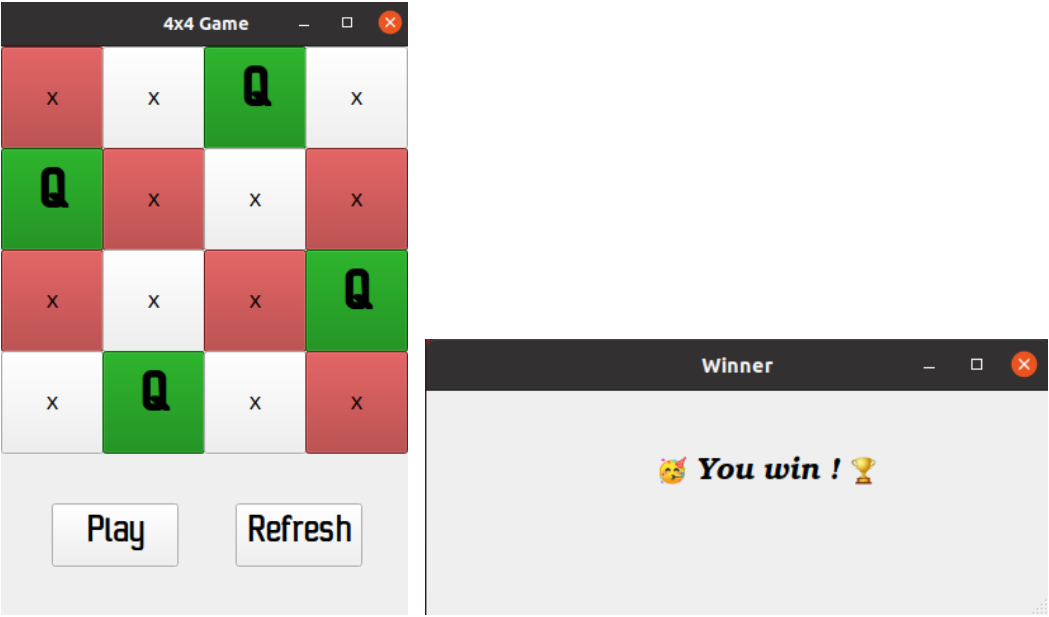 4x4 Game
x x Q x
Q x x x
x x x Q
x Q x x
Play Refresh
Winner
🥳 You win ! 🏆